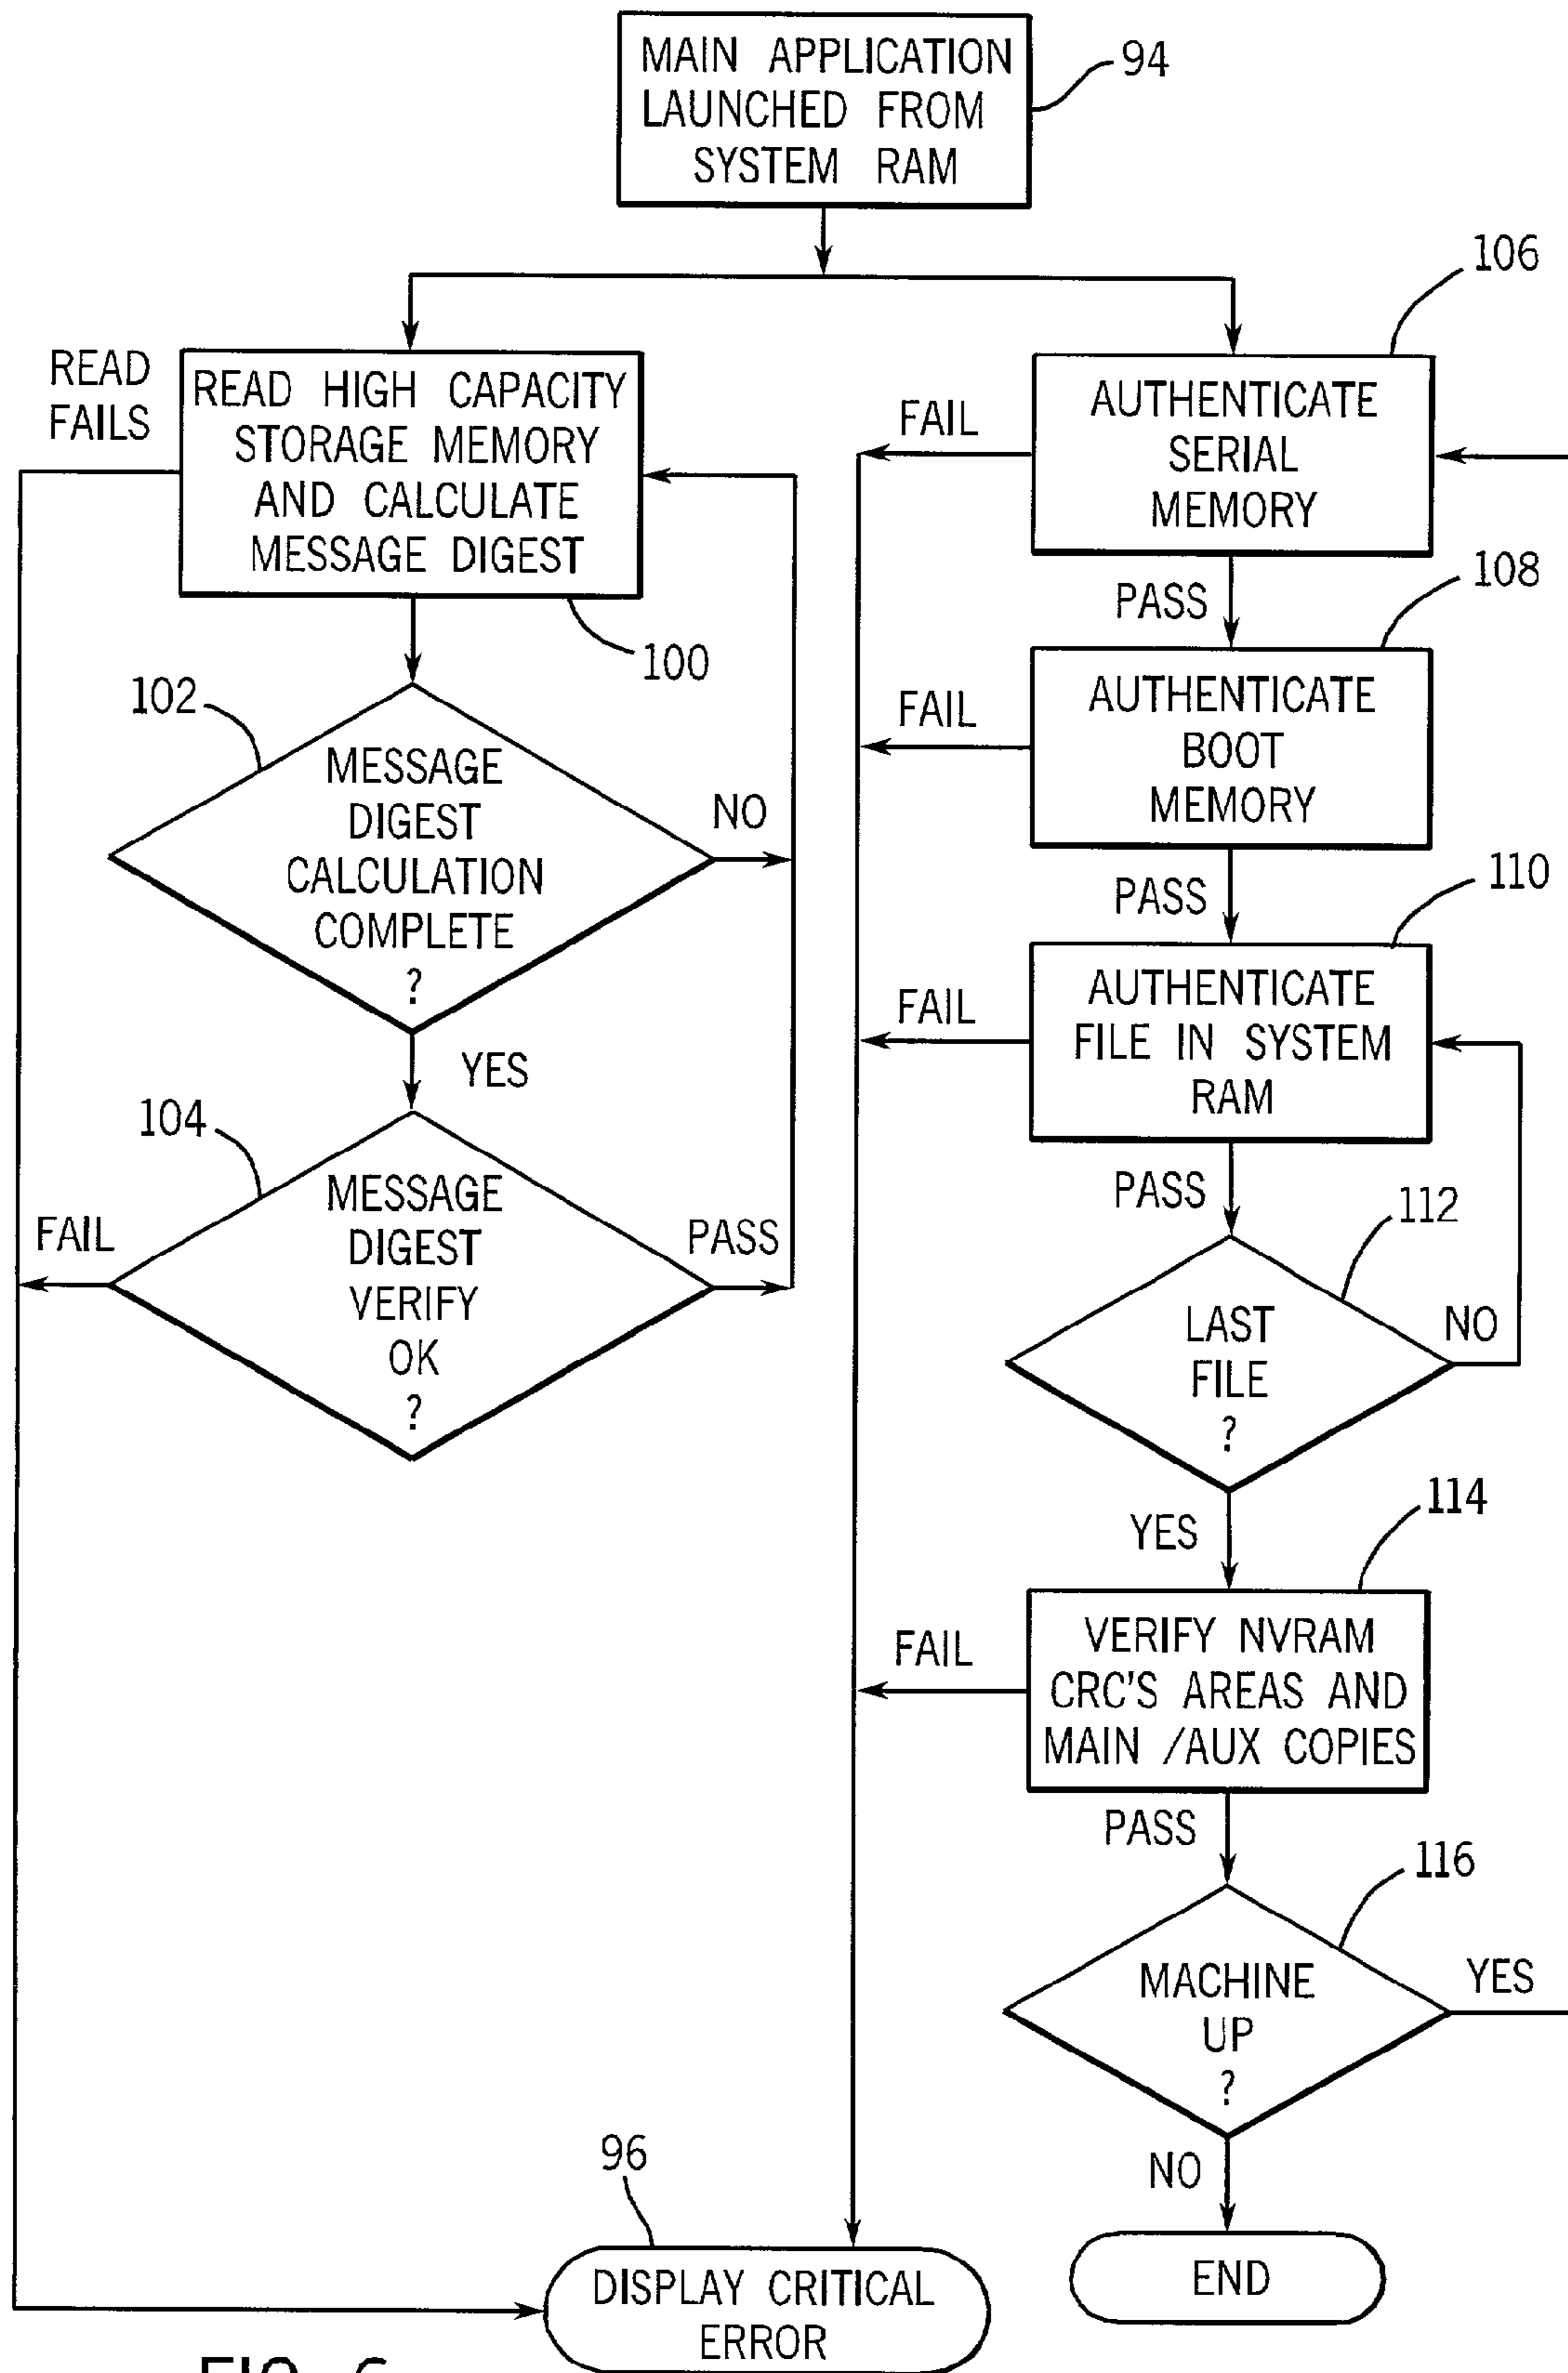 MAIN APPLICATION
LAUNCHED FROM
SYSTEM RAM
94
READ
FAILS
READ HIGH CAPACITY
STORAGE MEMORY
AND CALCULATE
MESSAGE DIGEST
100
102
MESSAGE
DIGEST
CALCULATION
COMPLETE
?
NO
YES
104
MESSAGE
DIGEST
VERIFY
OK
?
FAIL
PASS
106
AUTHENTICATE
SERIAL
MEMORY
FAIL
PASS
108
AUTHENTICATE
BOOT
MEMORY
FAIL
PASS
110
AUTHENTICATE
FILE IN SYSTEM
RAM
FAIL
PASS
112
LAST
FILE
?
NO
YES
114
VERIFY NVRAM
CRC'S AREAS AND
MAIN /AUX COPIES
FAIL
PASS
116
MACHINE
UP
?
YES
NO
END
96
DISPLAY CRITICAL
ERROR
FIG. 6